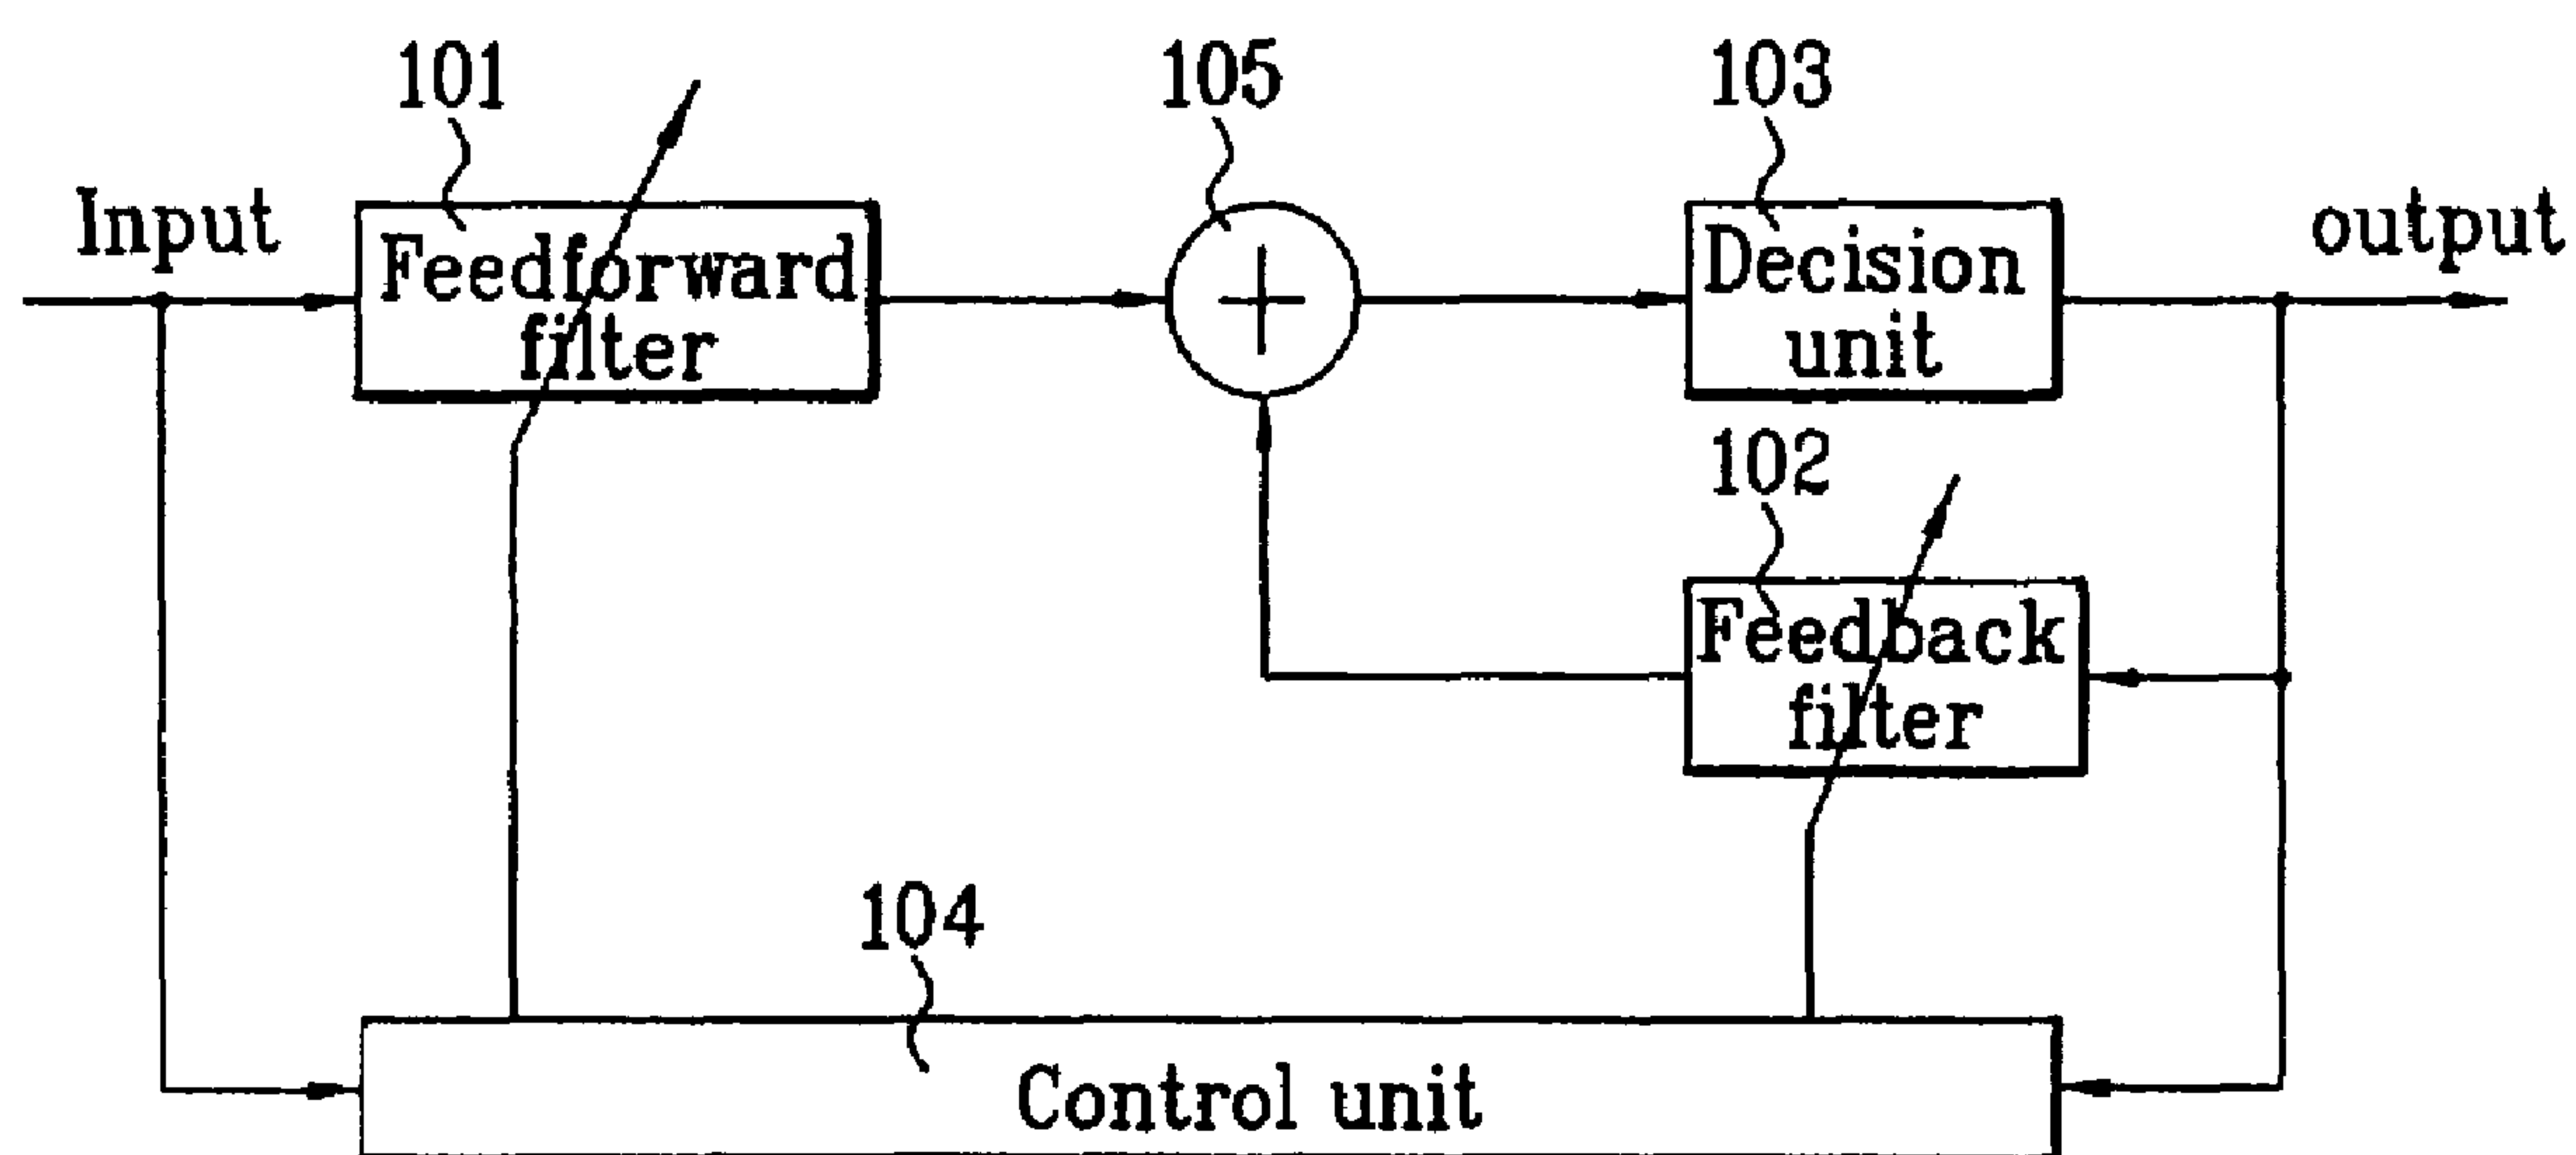 101
105
103
Input
Feedforward
filter
+
Decision
unit
output
102
Feedback
filter
104
Control unit